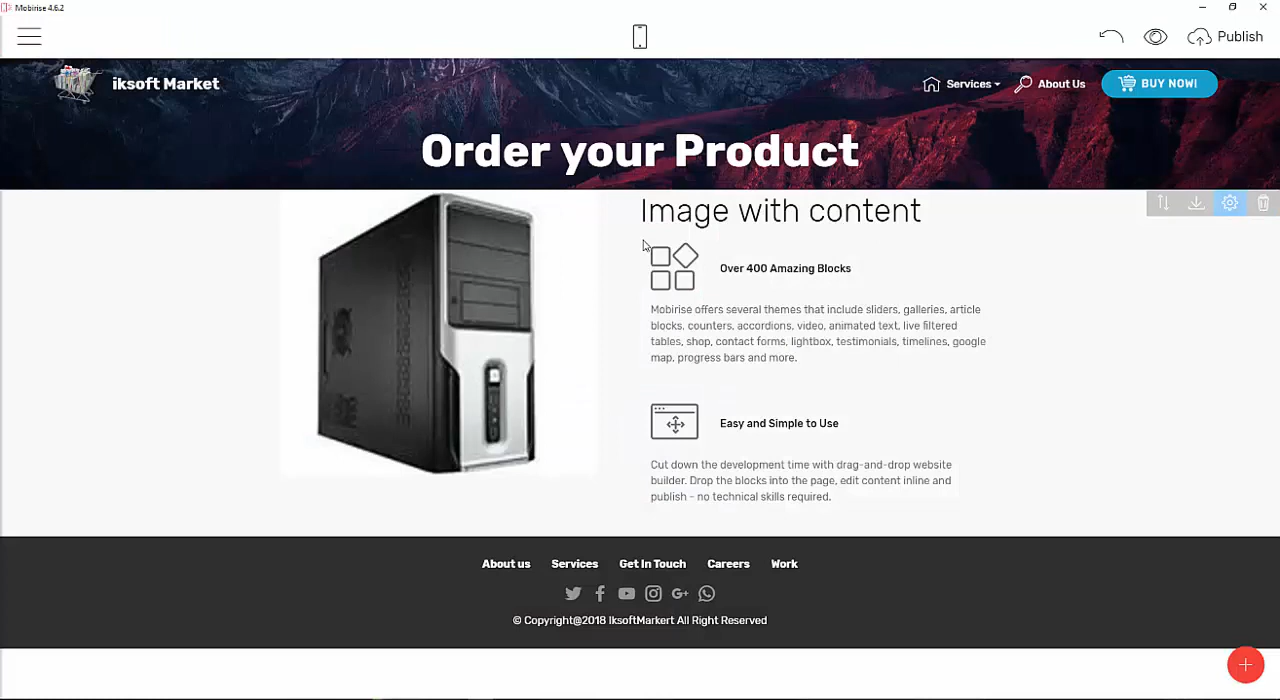 Mobirise 4.6.2
Publish
iksoft Market
Services
About Us
BUY NOW!
Order your Product
Image with content
Over 400 Amazing Blocks
Mobirise offers several themes that include sliders, galleries, article
blocks, counters, accordions, video, animated text, live filtered
tables, shop, contact forms, lightbox, testimonials, timelines, google
map, progress bars and more.
Easy and Simple to Use
Cut down the development time with drag-and-drop website
builder. Drop the blocks into the page, edit content inline and
publish - no technical skills required.
About us Services Get In Touch Careers Work
© Copyright@2018 IksoftMarkert All Right Reserved